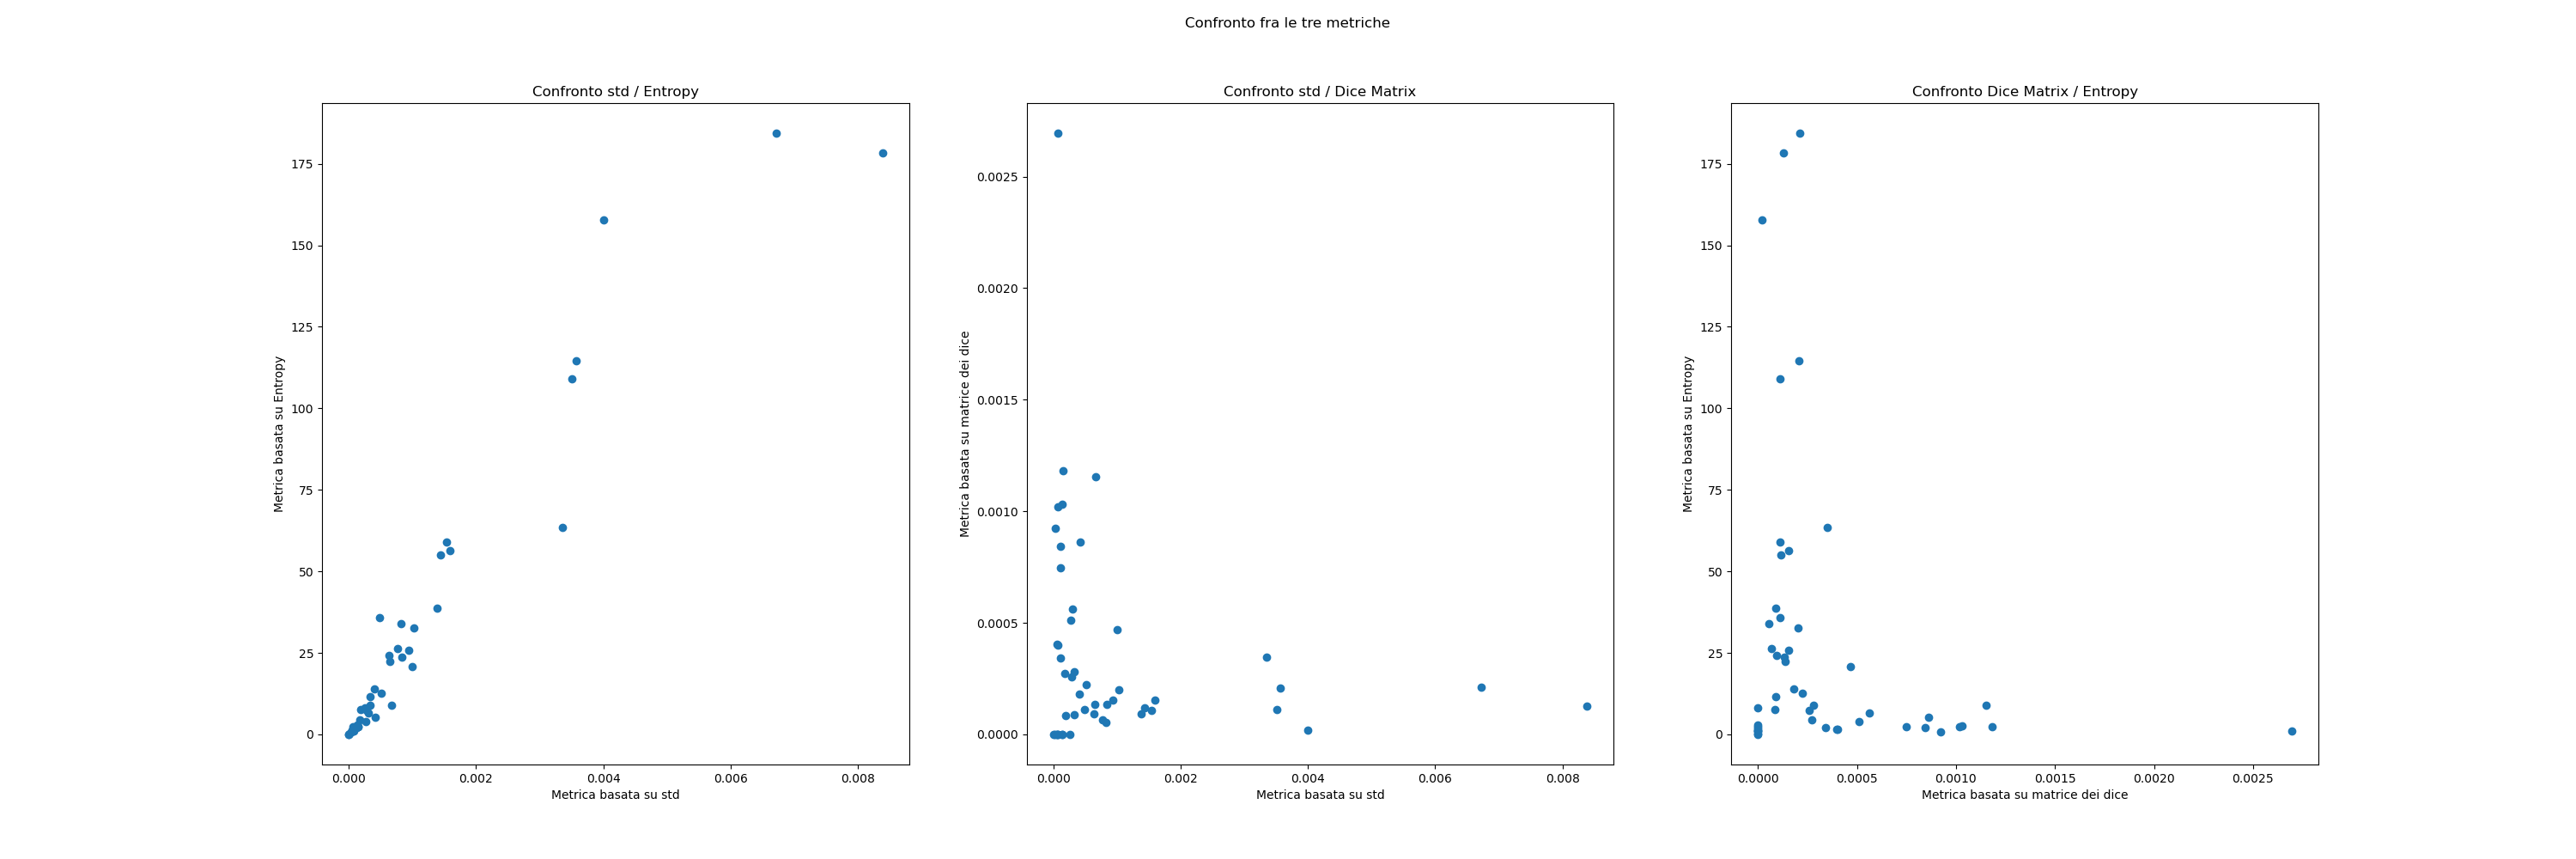 Confronto fra le tre metriche
Confronto std / Entropy
Metrica basata su Entropy
175
150
125
100
75
50
25
0
0.000 0.002 0.004 0.006 0.008
Metrica basata su std
Confronto std / Dice Matrix
Metrica basata su matrice dei dice
0.0025
0.0020
0.0015
0.0010
0.0005
0.0000
0.000 0.002 0.004 0.006 0.008
Metrica basata su std
Confronto Dice Matrix / Entropy
Metrica basata su Entropy
175
150
125
100
75
50
25
0
0.0000 0.0005 0.0010 0.0015 0.0020 0.0025
Metrica basata su matrice dei dice